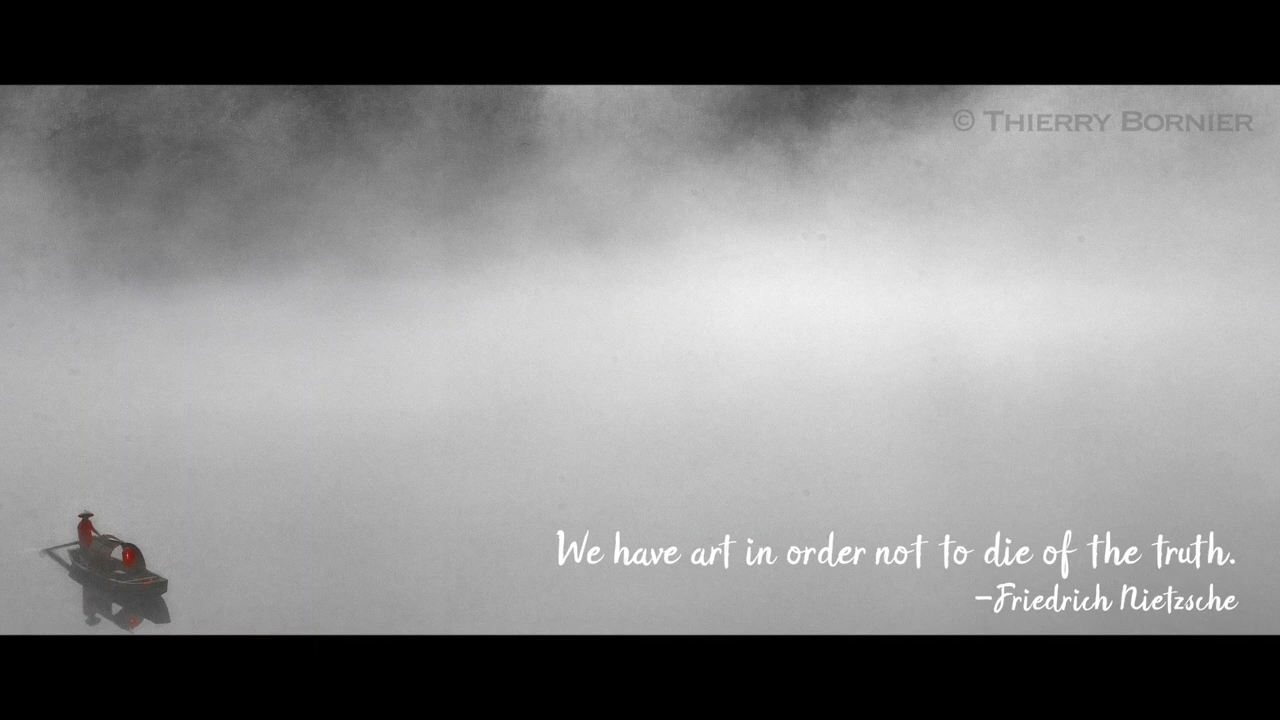 © THIERRY BORNIER
We have art in order not to die of the truth.
–Friedrich Nietzsche